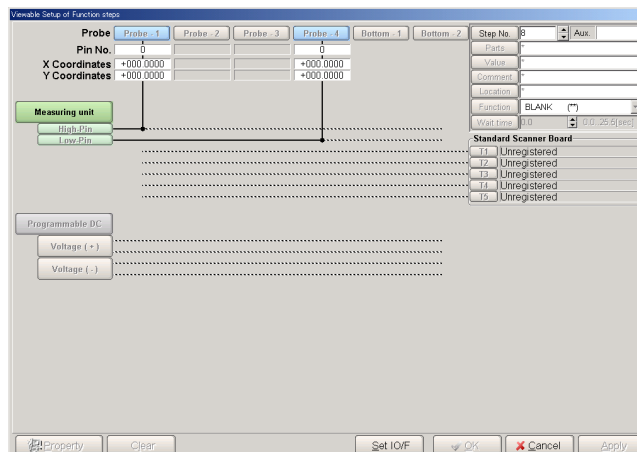 Viewable Setup of Function steps
Probe Probe - 1 Probe - 2 Probe - 3 Probe - 4 Bottom - 1 Bottom - 2
Pin No. 0 0
X Coordinates +000.0000 +000.0000
Y Coordinates +000.0000 +000.0000
Step No. 8 Aux.
Parts *
Value *
Comment *
Location *
Function BLANK (**)
Wait time 0.0 0.0..25.5[sec]
Measuring unit
High-Pin
Low-Pin
Standard Scanner Board
T1 Unregistered
T2 Unregistered
T3 Unregistered
T4 Unregistered
T5 Unregistered
Programmable DC
Voltage ( + )
Voltage ( - )
Property Clear Set IO/F OK Cancel Apply